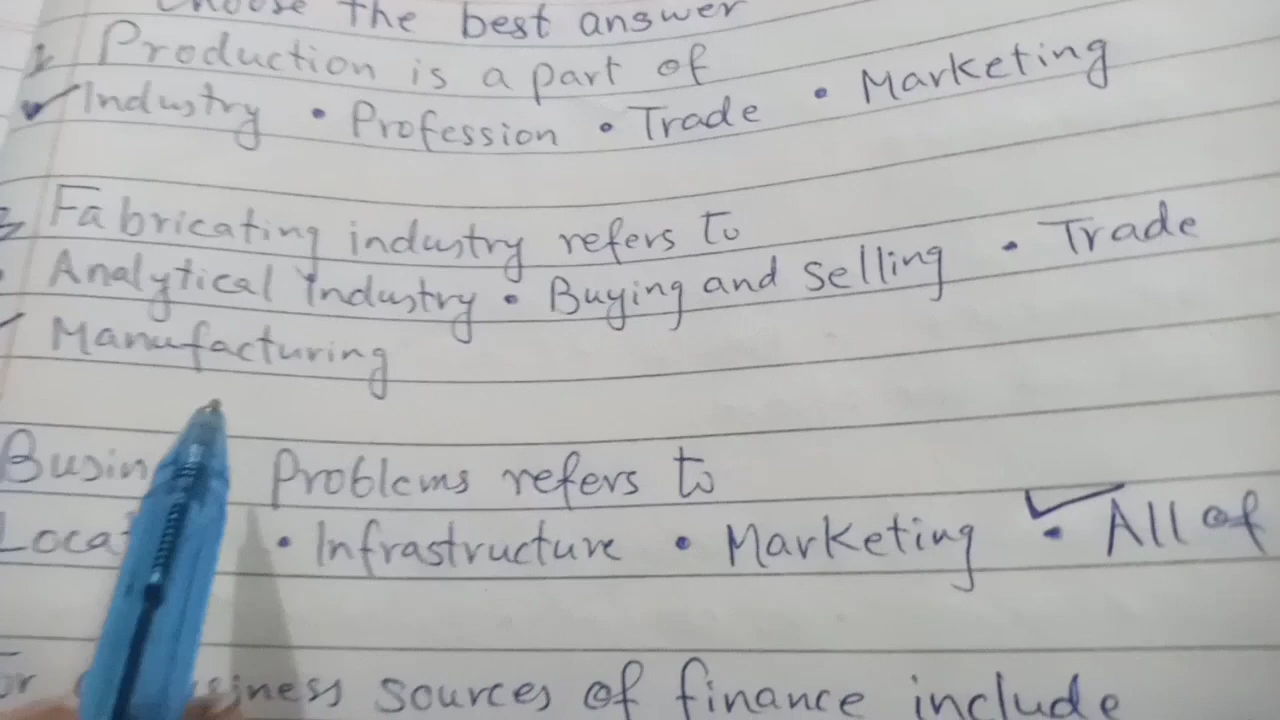 Choose the best answer
Production is a part of
Industry • Profession • Trade • Marketing
Fabricating industry refers to
Analytical Industry • Buying and Selling • Trade
Manufacturing
Problems refers to
• Infrastructure • Marketing • All of
sources of finance include